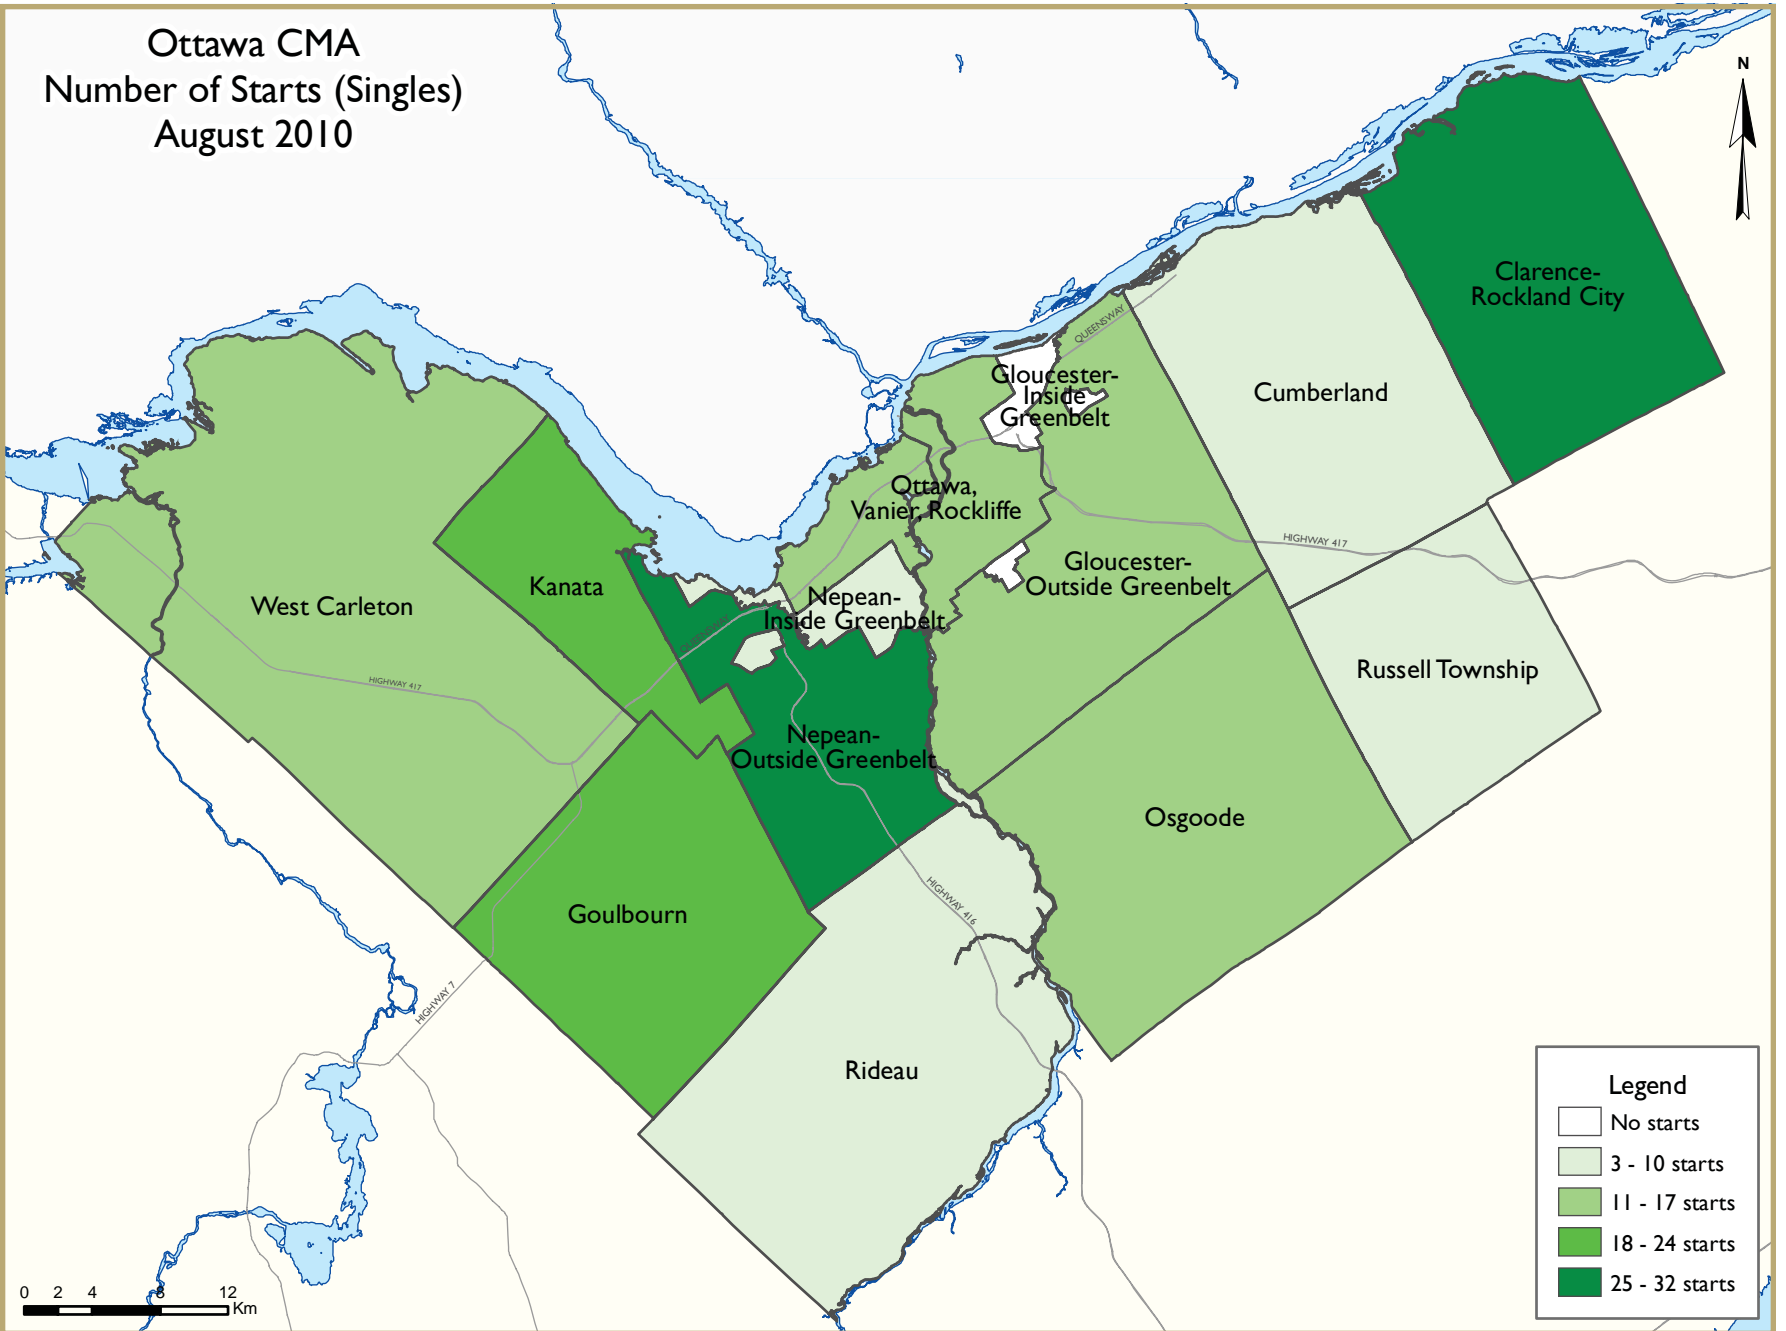 Ottawa CMA
Number of Starts (Singles)
August 2010
N
Clarence-
Rockland City
QUEENSWAY
Gloucester-
Inside
Greenbelt
Cumberland
Ottawa,
Vanier, Rockliffe
HIGHWAY 417
Gloucester-
Outside Greenbelt
Kanata
West Carleton
Nepean-
Inside Greenbelt
QUEENSWAY
Russell Township
HIGHWAY 417
Nepean-
Outside Greenbelt
Osgoode
HIGHWAY 416
Goulbourn
HIGHWAY 7
Rideau
Legend
No starts
3 - 10 starts
11 - 17 starts
18 - 24 starts
25 - 32 starts
0 2 4 8 12
Km